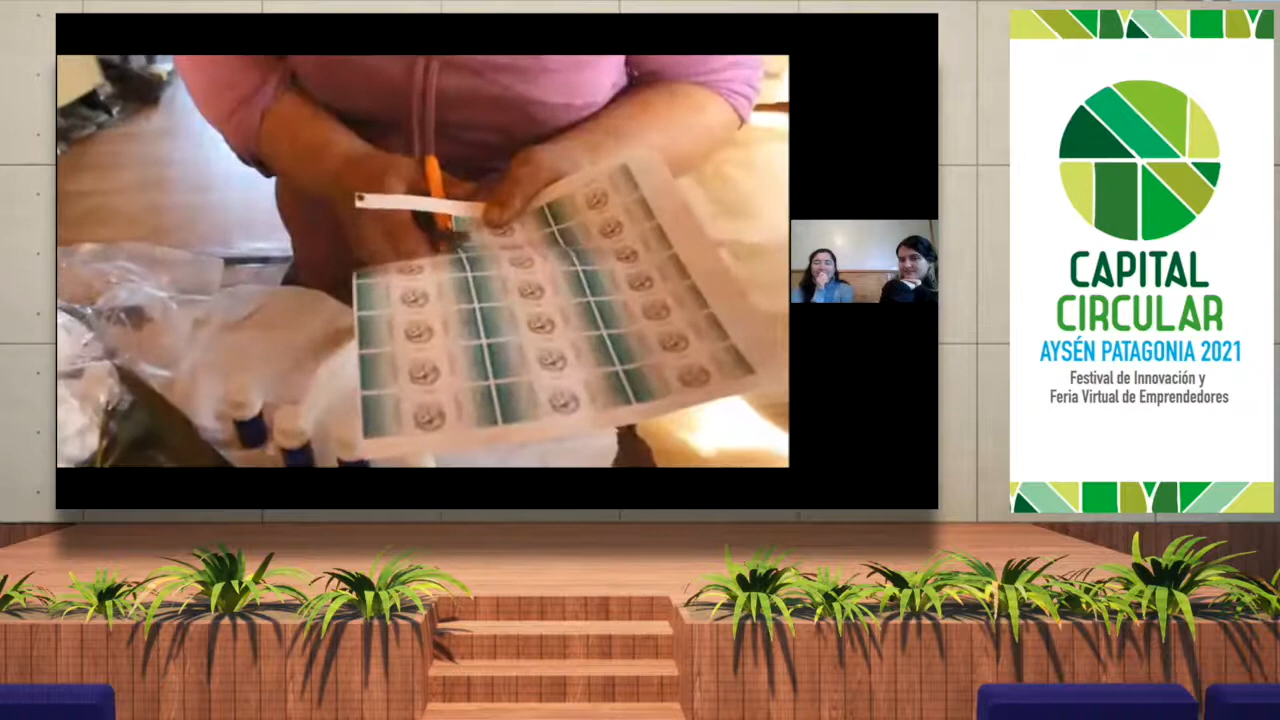 CAPITAL
CIRCULAR
AYSÉN PATAGONIA 2021
Festival de Innovación y
Feria Virtual de Emprendedores